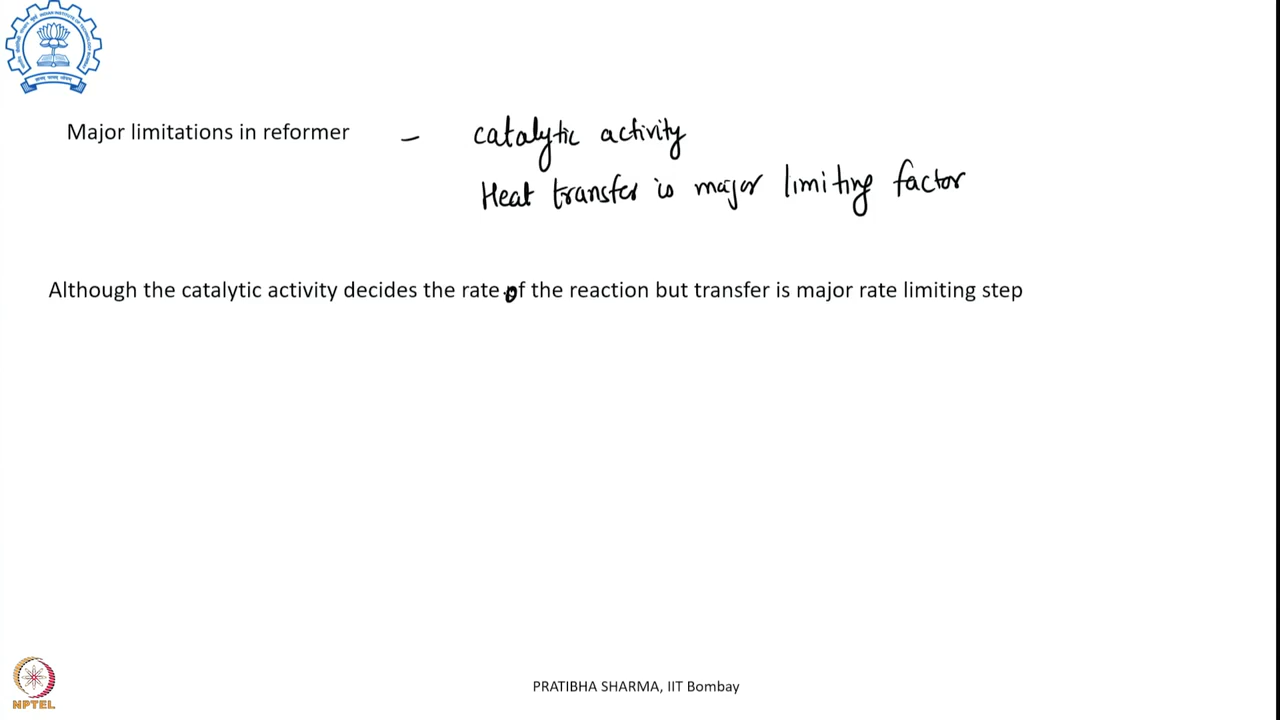 Major limitations in reformer – catalytic activity
Heat transfer is major limiting factor
Although the catalytic activity decides the rate of the reaction but transfer is major rate limiting step
NPTEL
PRATIBHA SHARMA, IIT Bombay